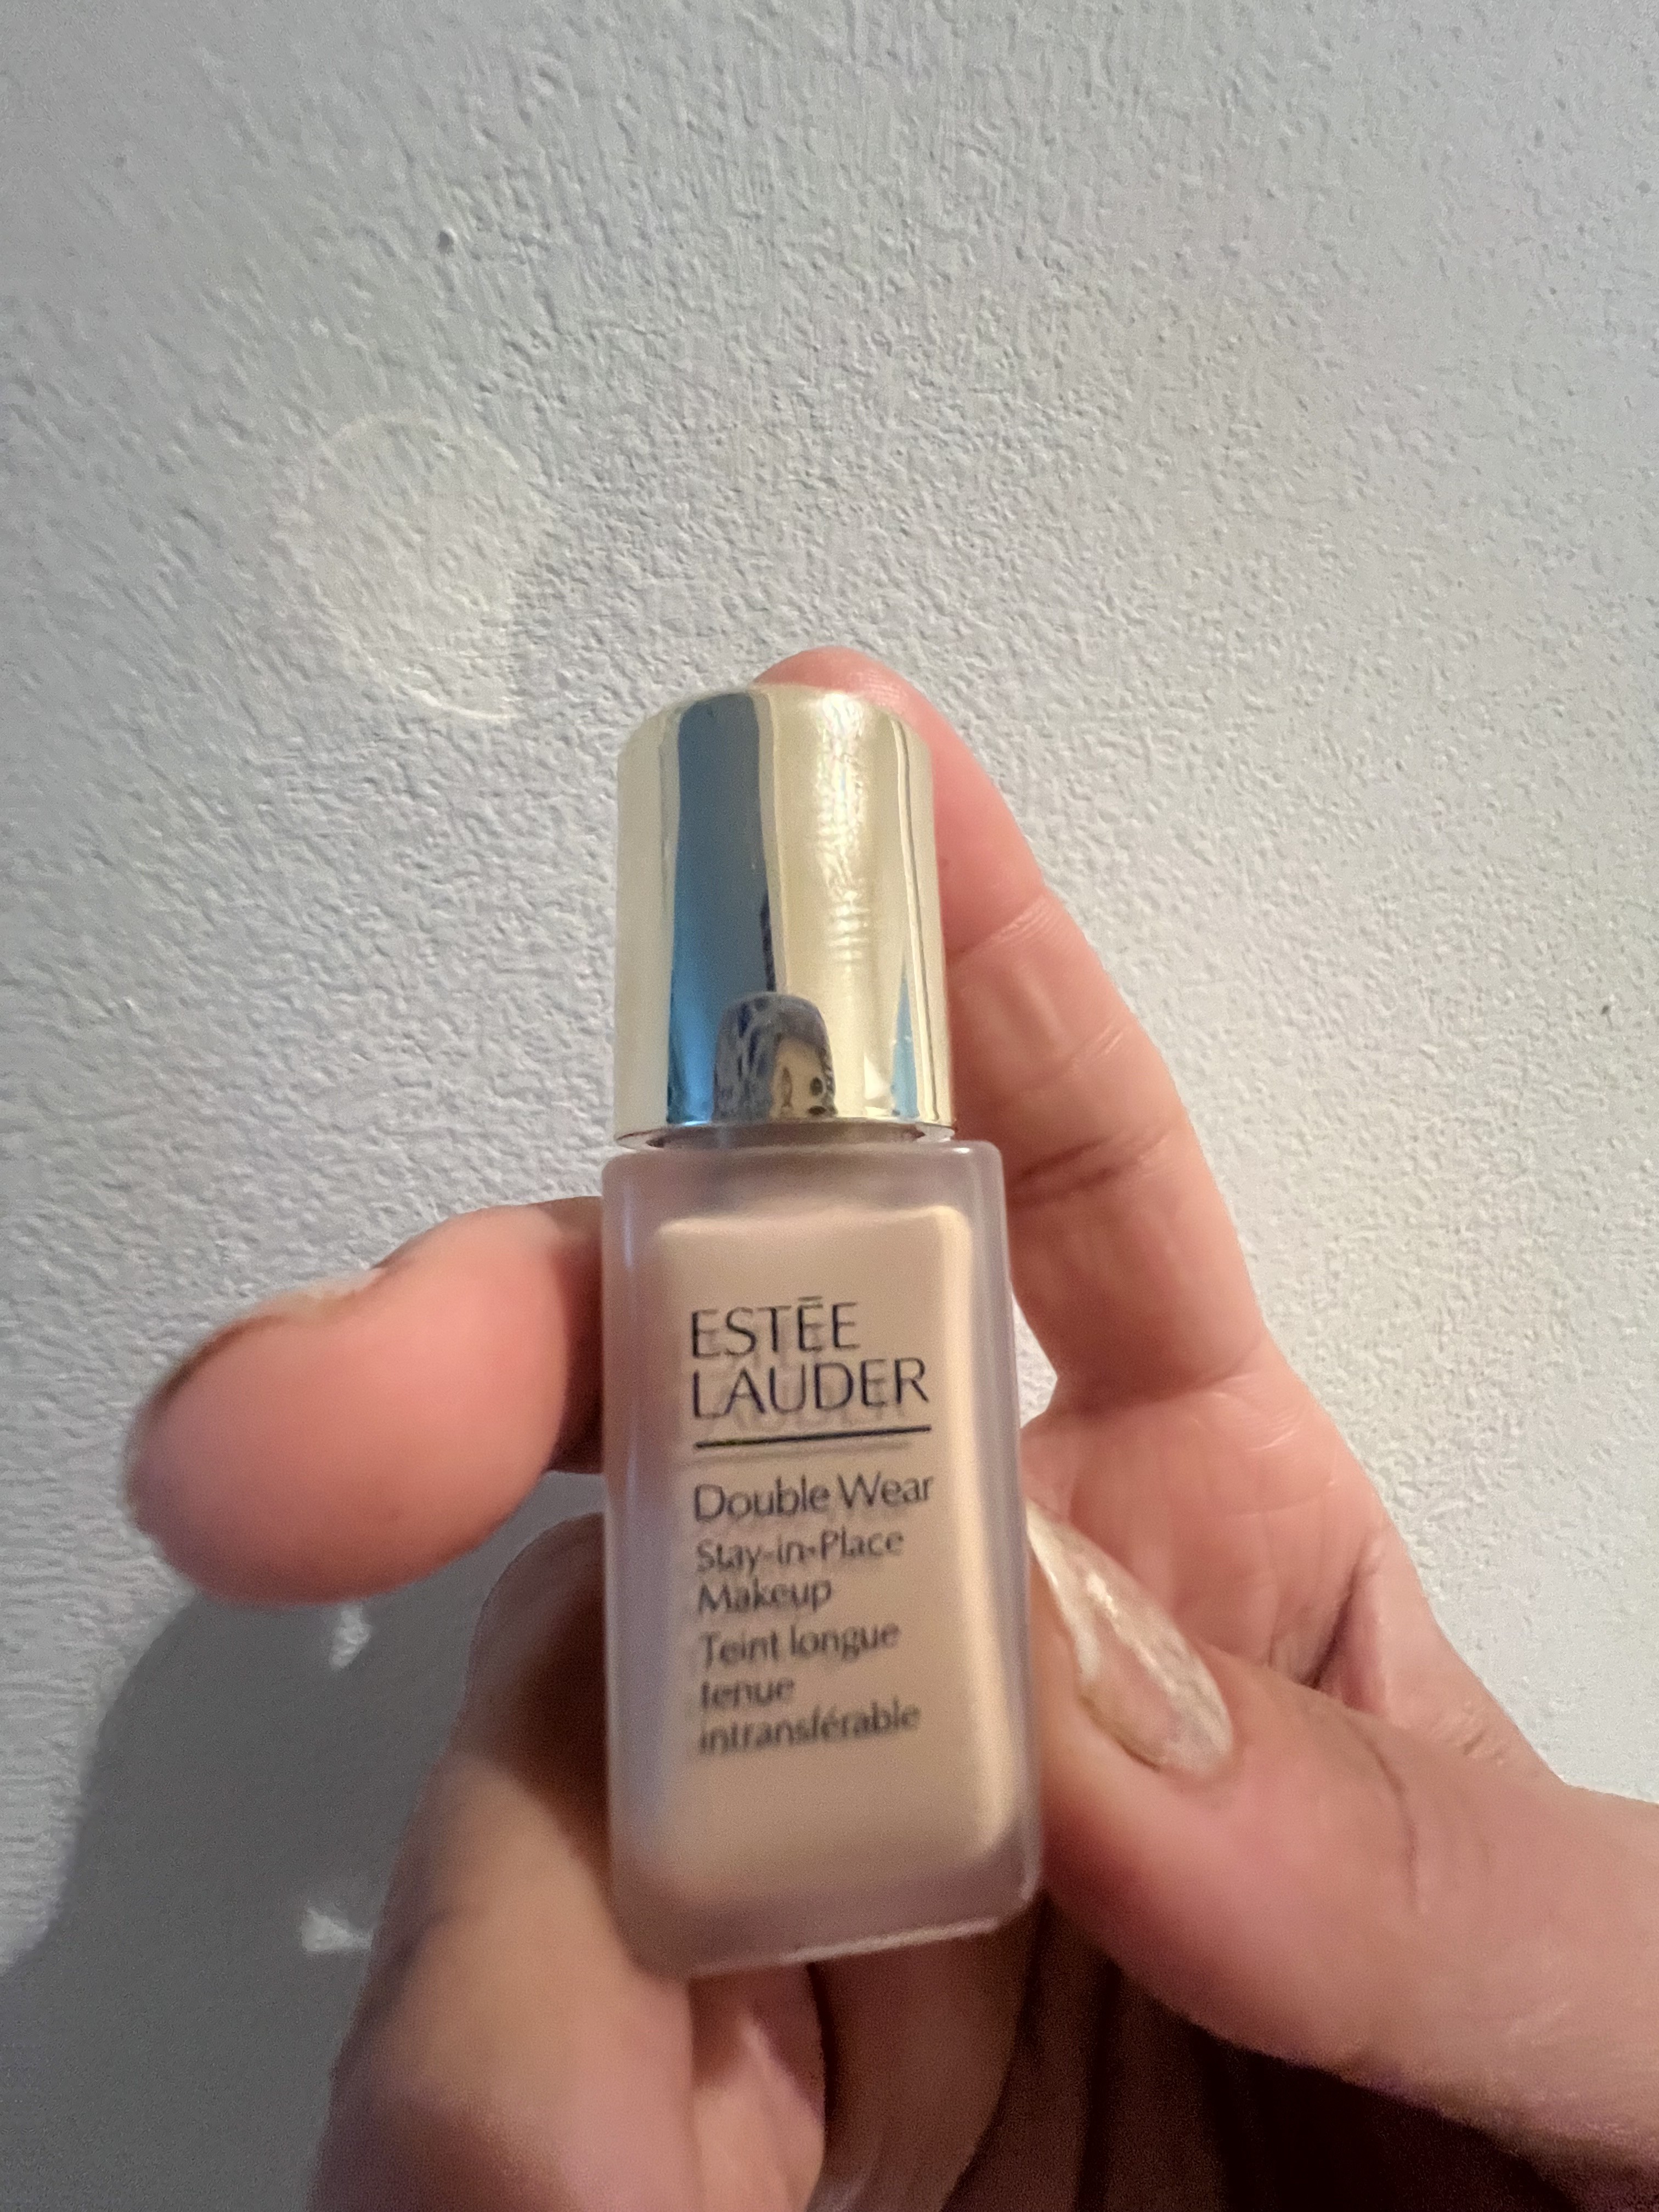 ESTĒE
LAUDER
Double Wear
Stay-in-Place
Makeup
Teint longue
tenue
intransférable